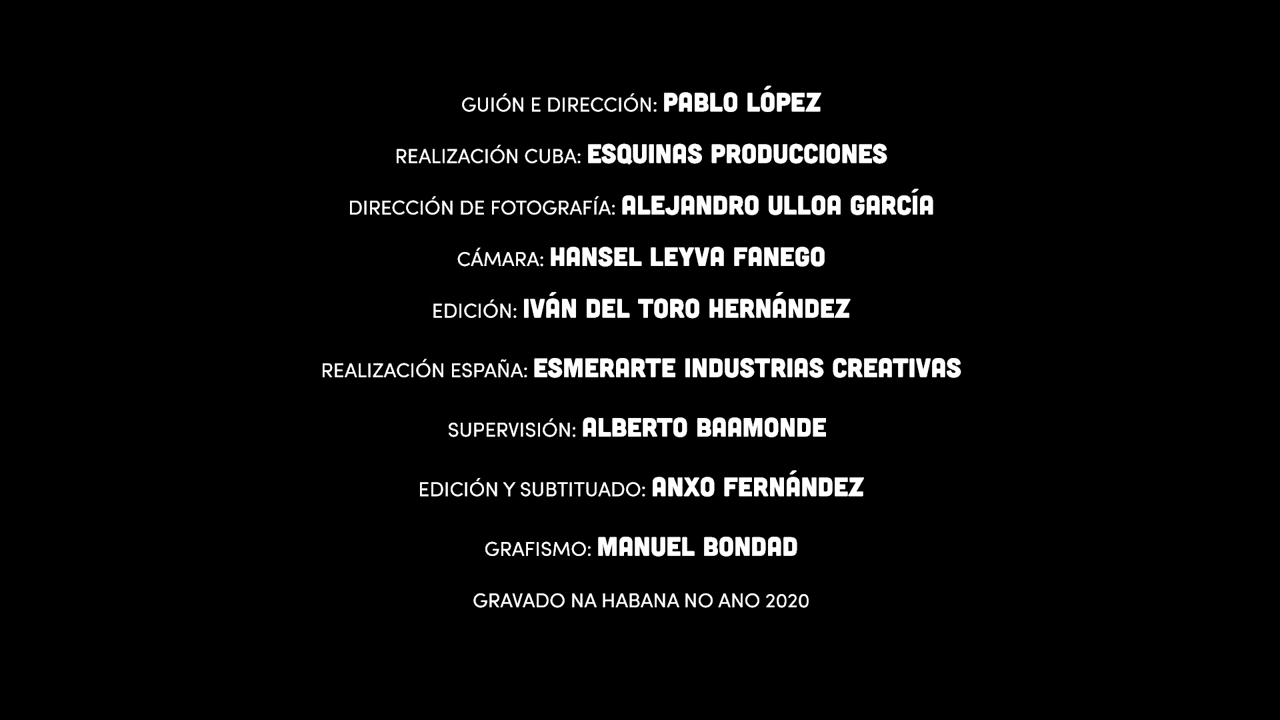 GUIÓN E DIRECCIÓN: PABLO LÓPEZ
REALIZACIÓN CUBA: ESQUINAS PRODUCCIONES
DIRECCIÓN DE FOTOGRAFÍA: ALEJANDRO ULLOA GARCÍA
CÁMARA: HANSEL LEYVA FANEGO
EDICIÓN: IVÁN DEL TORO HERNÁNDEZ
REALIZACIÓN ESPAÑA: ESMERARTE INDUSTRIAS CREATIVAS
SUPERVISIÓN: ALBERTO BAAMONDE
EDICIÓN Y SUBTITUADO: ANXO FERNÁNDEZ
GRAFISMO: MANUEL BONDAD
GRAVADO NA HABANA NO ANO 2020